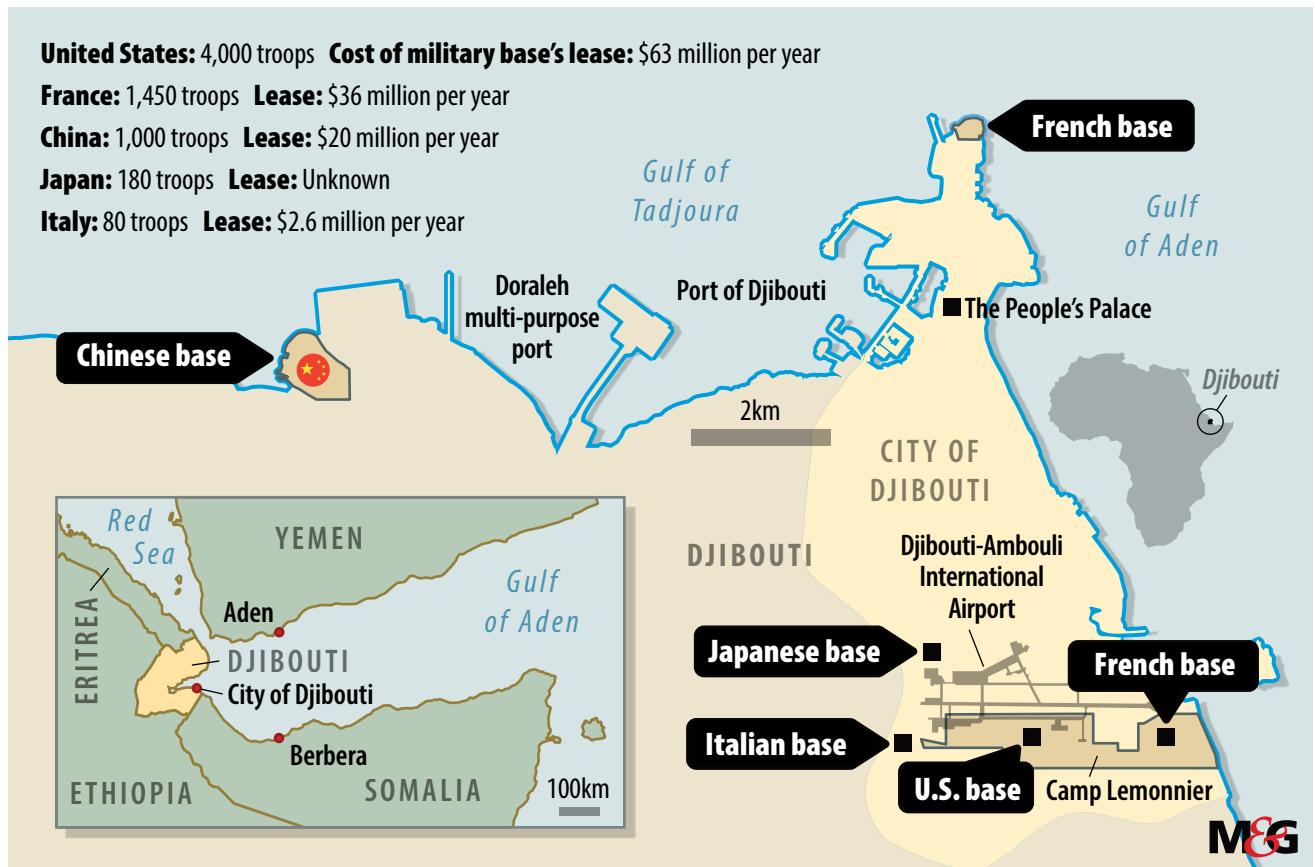 United States: 4,000 troops Cost of military base's lease: $63 million per year
France: 1,450 troops Lease: $36 million per year
China: 1,000 troops Lease: $20 million per year
Japan: 180 troops Lease: Unknown
Italy: 80 troops Lease: $2.6 million per year
French base
Gulf of
Tadjoura
Gulf
of Aden
Doraleh
multi-purpose
port
Port of Djibouti
The People's Palace
Chinese base
Djibouti
2km
CITY OF
DJIBOUTI
DJIBOUTI
Djibouti-Ambouli
International
Airport
Japanese base
French base
Italian base
U.S. base
Camp Lemonnier
Red
Sea
YEMEN
Gulf
of Aden
Aden
ERITREA
DJIBOUTI
City of Djibouti
Berbera
ETHIOPIA
SOMALIA
100km
M&G